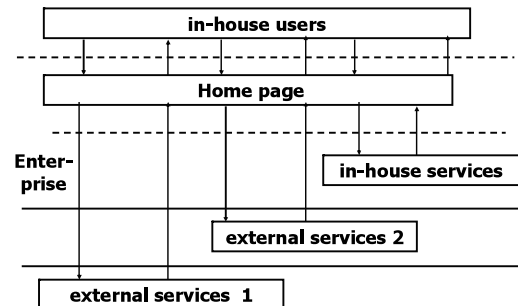 in-house users
Home page
Enter-
prise
in-house services
external services 2
external services 1